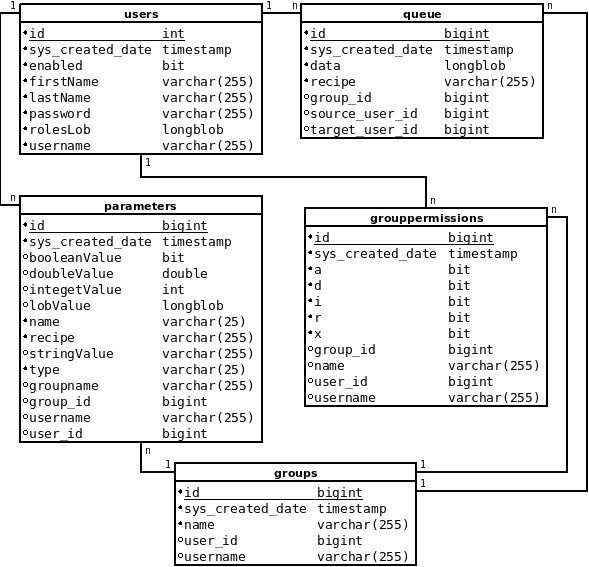 1
users
id int
sys_created_date timestamp
enabled bit
firstName varchar(255)
lastName varchar(255)
password varchar(255)
rolesLob longblob
username varchar(255)
1
n
queue
id bigint
sys_created_date timestamp
data longblob
recipe varchar(255)
group_id bigint
source_user_id bigint
target_user_id bigint
n
1
n
n
parameters
id bigint
sys_created_date timestamp
booleanValue bit
doubleValue double
integetValue int
lobValue longblob
name varchar(25)
recipe varchar(255)
stringValue varchar(255)
type varchar(25)
groupname varchar(255)
group_id bigint
username varchar(255)
user_id bigint
n
grouppermissions
id bigint
sys_created_date timestamp
a bit
d bit
i bit
r bit
x bit
group_id bigint
name varchar(255)
user_id bigint
username varchar(255)
n
1
groups
id bigint
sys_created_date timestamp
name varchar(255)
user_id bigint
username varchar(255)
1
1